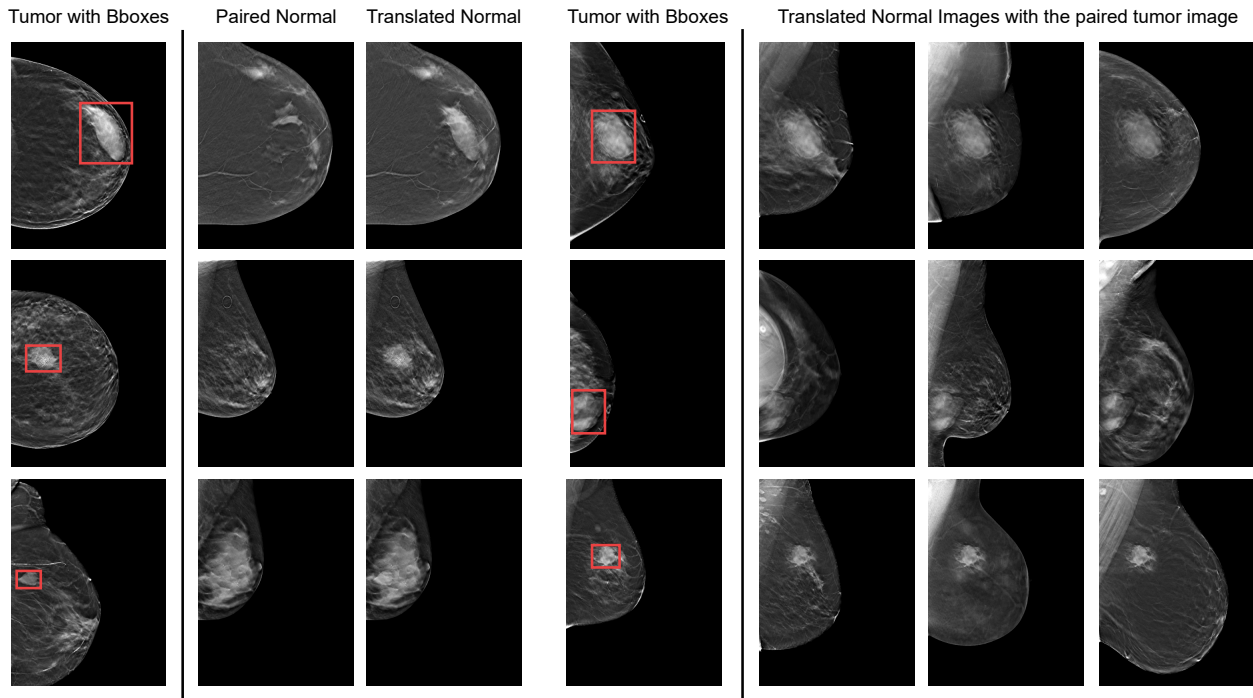 Tumor with Bboxes
Paired Normal
Translated Normal
Tumor with Bboxes
Translated Normal Images with the paired tumor image